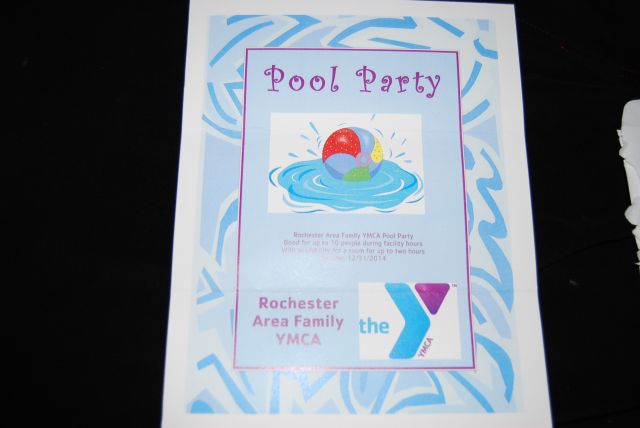 Pool Party
Rochester Area Family YMCA Pool Party
Good for up to 10 people during facility hours
With availability for a room for up to two hours
12/31/2014
Rochester
Area Family
YMCA
the
YMCA
TM